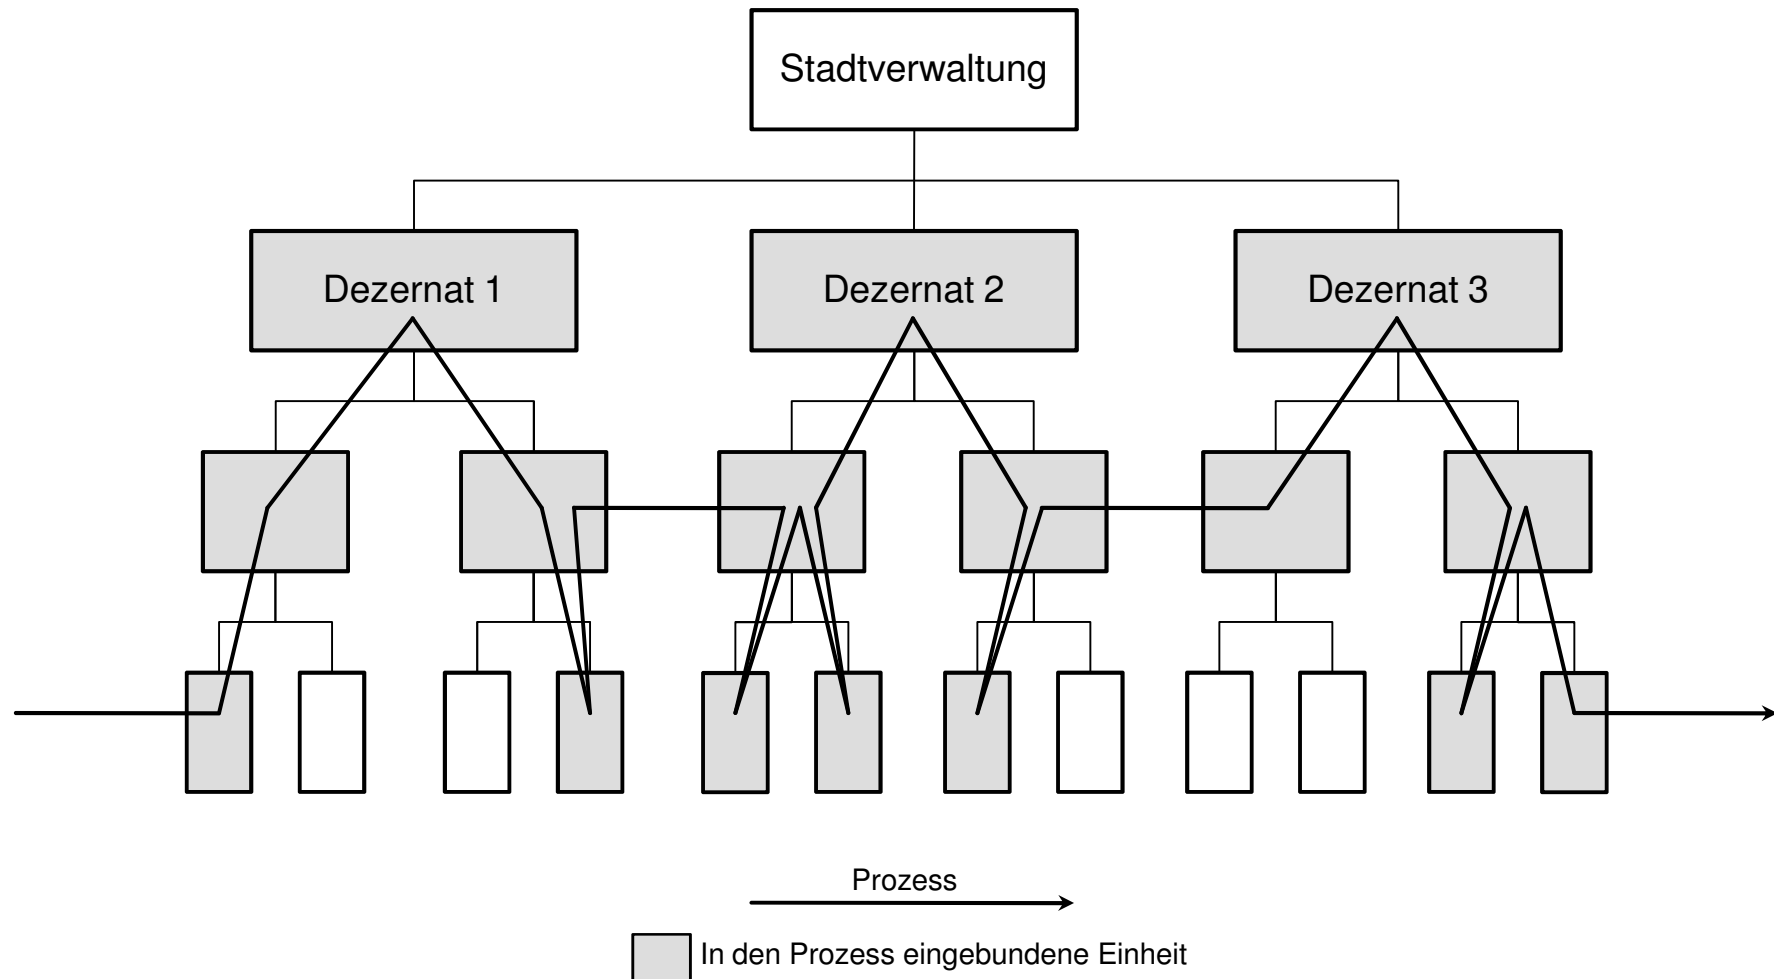 Stadtverwaltung
Dezernat 1
Dezernat 2
Dezernat 3
Prozess
In den Prozess eingebundene Einheit